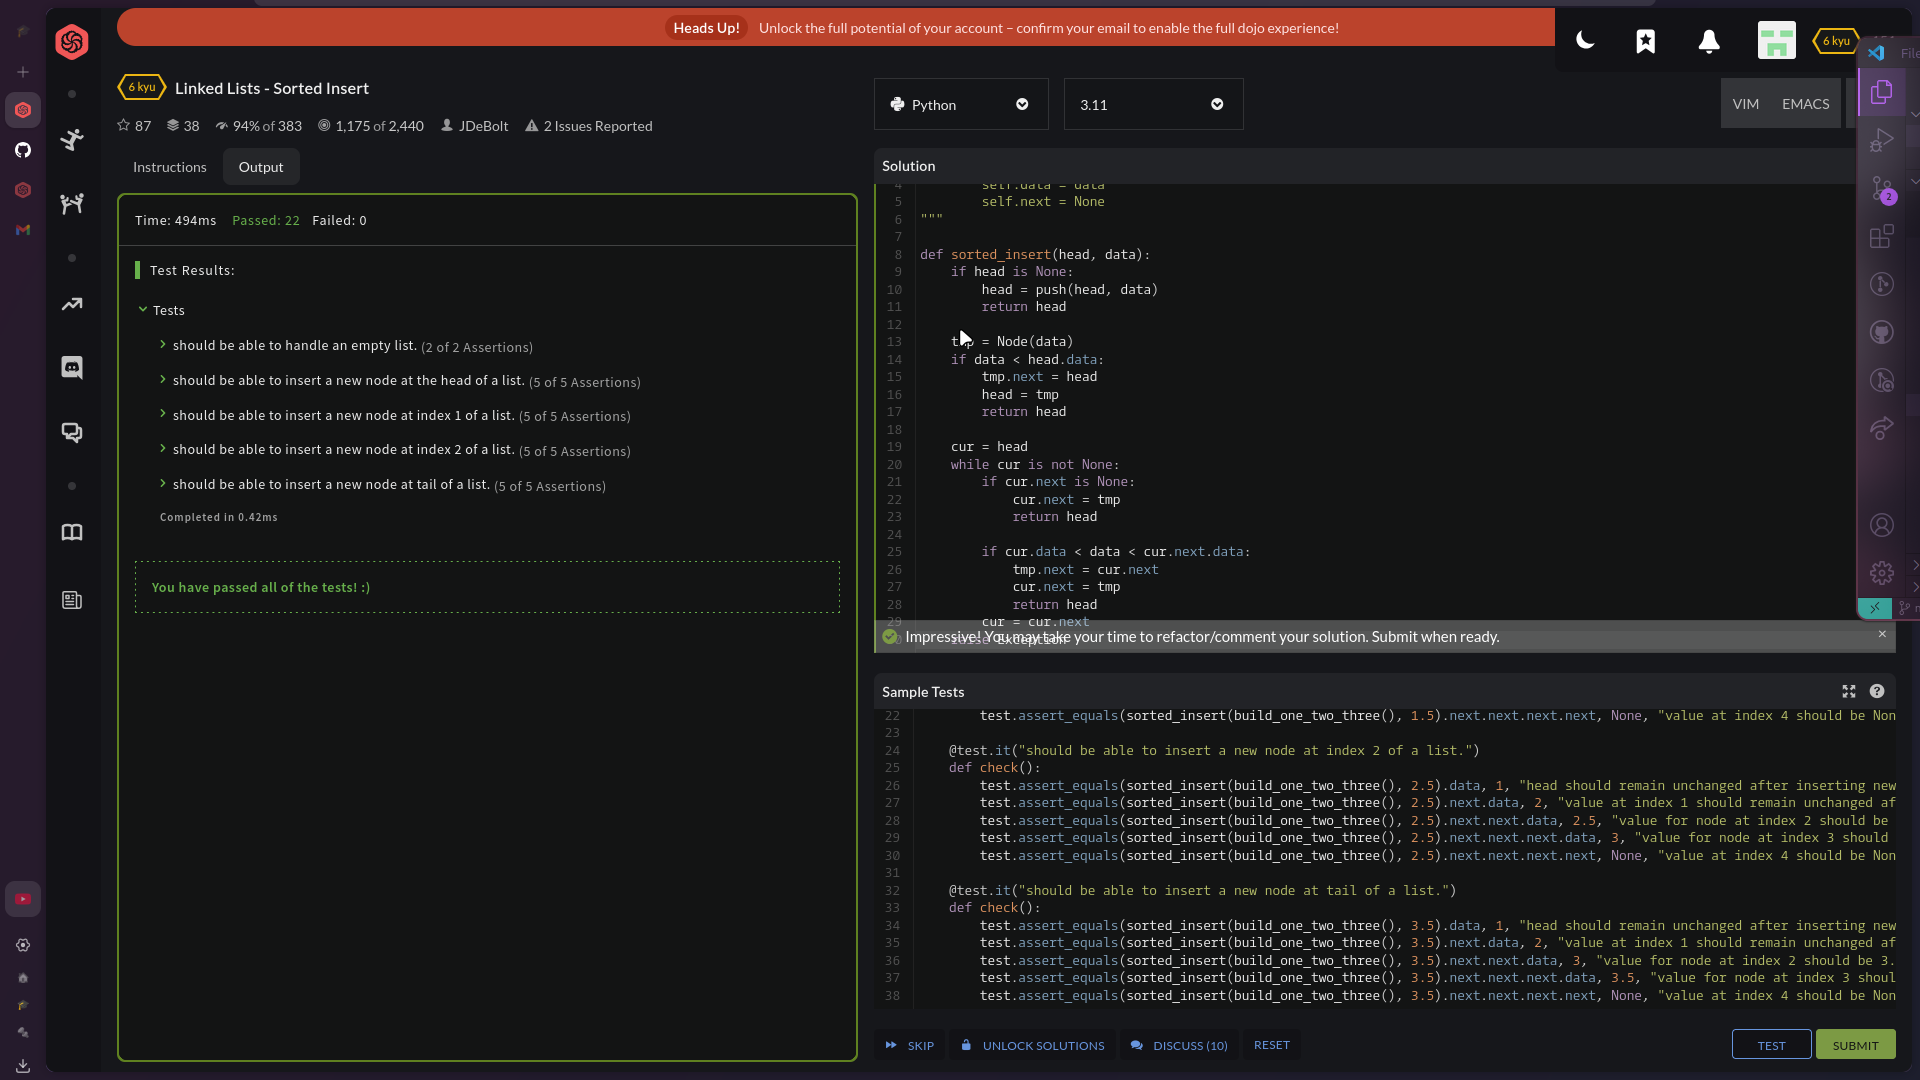 Heads Up! Unlock the full potential of your account – confirm your email to enable the full dojo experience!
6 kyu
File
6 kyu Linked Lists - Sorted Insert
87 38 94% of 383 1,175 of 2,440 JDeBolt 2 Issues Reported
Python 3.11 VIM EMACS
Instructions Output
Time: 494ms Passed: 22 Failed: 0
Test Results:
Tests
should be able to handle an empty list. (2 of 2 Assertions)
should be able to insert a new node at the head of a list. (5 of 5 Assertions)
should be able to insert a new node at index 1 of a list. (5 of 5 Assertions)
should be able to insert a new node at index 2 of a list. (5 of 5 Assertions)
should be able to insert a new node at tail of a list. (5 of 5 Assertions)
Completed in 0.42ms
You have passed all of the tests! :)
Solution
4 self.data = data
5 self.next = None
6 """
7
8 def sorted_insert(head, data):
9 if head is None:
10 head = push(head, data)
11 return head
12
13 tmp = Node(data)
14 if data < head.data:
15 tmp.next = head
16 head = tmp
17 return head
18
19 cur = head
20 while cur is not None:
21 if cur.next is None:
22 cur.next = tmp
23 return head
24
25 if cur.data < data < cur.next.data:
26 tmp.next = cur.next
27 cur.next = tmp
28 return head
29 cur = cur.next
Exception
Impressive! You may take your time to refactor/comment your solution. Submit when ready.
2
Sample Tests
22 test.assert_equals(sorted_insert(build_one_two_three(), 1.5).next.next.next.next, None, "value at index 4 should be Non
23
24 @test.it("should be able to insert a new node at index 2 of a list.")
25 def check():
26 test.assert_equals(sorted_insert(build_one_two_three(), 2.5).data, 1, "head should remain unchanged after inserting new
27 test.assert_equals(sorted_insert(build_one_two_three(), 2.5).next.data, 2, "value at index 1 should remain unchanged af
28 test.assert_equals(sorted_insert(build_one_two_three(), 2.5).next.next.data, 2.5, "value for node at index 2 should be
29 test.assert_equals(sorted_insert(build_one_two_three(), 2.5).next.next.next.data, 3, "value for node at index 3 should
30 test.assert_equals(sorted_insert(build_one_two_three(), 2.5).next.next.next.next, None, "value at index 4 should be Non
31
32 @test.it("should be able to insert a new node at tail of a list.")
33 def check():
34 test.assert_equals(sorted_insert(build_one_two_three(), 3.5).data, 1, "head should remain unchanged after inserting new
35 test.assert_equals(sorted_insert(build_one_two_three(), 3.5).next.data, 2, "value at index 1 should remain unchanged af
36 test.assert_equals(sorted_insert(build_one_two_three(), 3.5).next.next.data, 3, "value for node at index 2 should be 3.
37 test.assert_equals(sorted_insert(build_one_two_three(), 3.5).next.next.next.data, 3.5, "value for node at index 3 shoul
38 test.assert_equals(sorted_insert(build_one_two_three(), 3.5).next.next.next.next, None, "value at index 4 should be Non
SKIP UNLOCK SOLUTIONS DISCUSS (10) RESET TEST SUBMIT